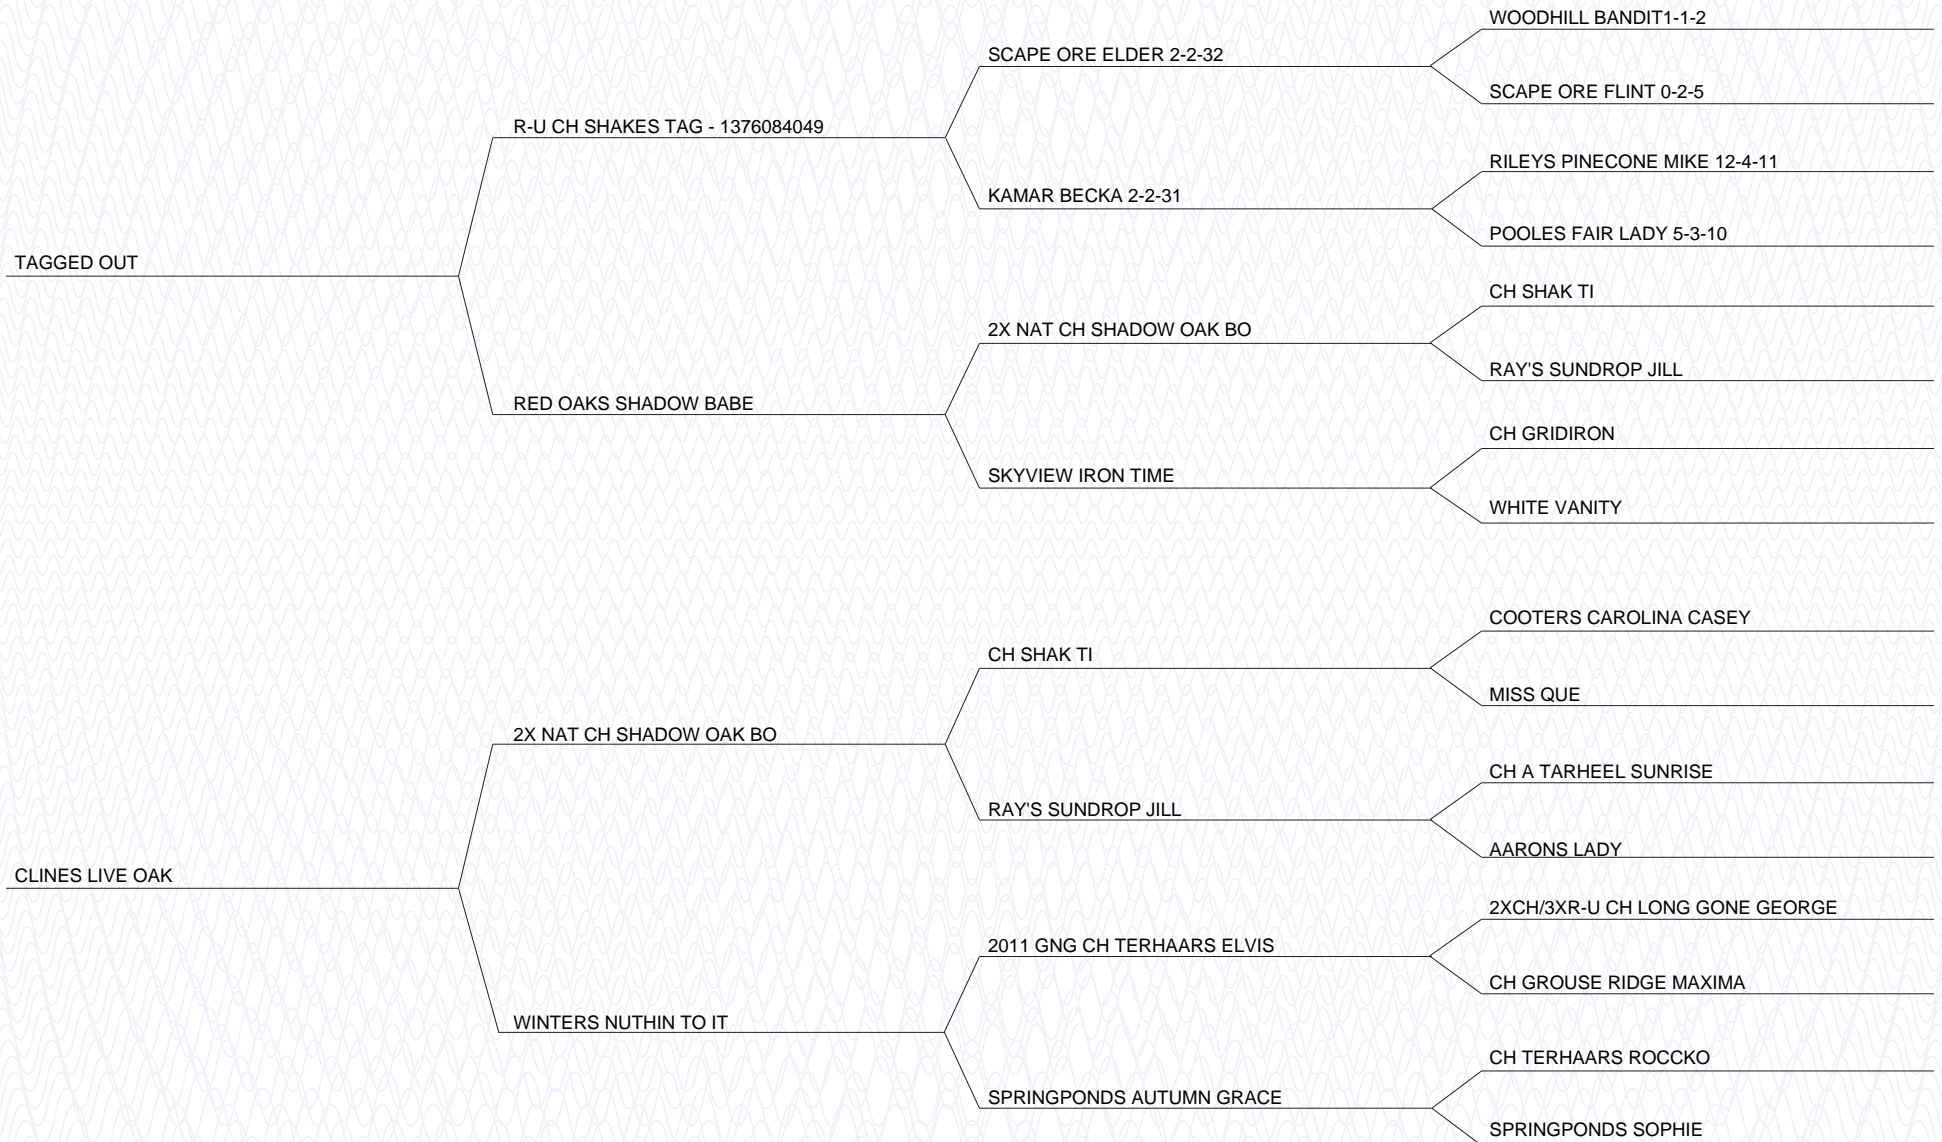 WOODHILL BANDIT1-1-2
SCAPE ORE ELDER 2-2-32
SCAPE ORE FLINT 0-2-5
R-U CH SHAKES TAG - 1376084049
RILEYS PINECONE MIKE 12-4-11
KAMAR BECKA 2-2-31
POOLES FAIR LADY 5-3-10
TAGGED OUT
CH SHAK TI
2X NAT CH SHADOW OAK BO
RAY'S SUNDROP JILL
RED OAKS SHADOW BABE
CH GRIDIRON
SKYVIEW IRON TIME
WHITE VANITY
COOTERS CAROLINA CASEY
CH SHAK TI
MISS QUE
2X NAT CH SHADOW OAK BO
CH A TARHEEL SUNRISE
RAY'S SUNDROP JILL
AARONS LADY
CLINES LIVE OAK
2XCH/3XR-U CH LONG GONE GEORGE
2011 GNG CH TERHAARS ELVIS
CH GROUSE RIDGE MAXIMA
WINTERS NUTHIN TO IT
CH TERHAARS ROCCKO
SPRINGPONDS AUTUMN GRACE
SPRINGPONDS SOPHIE